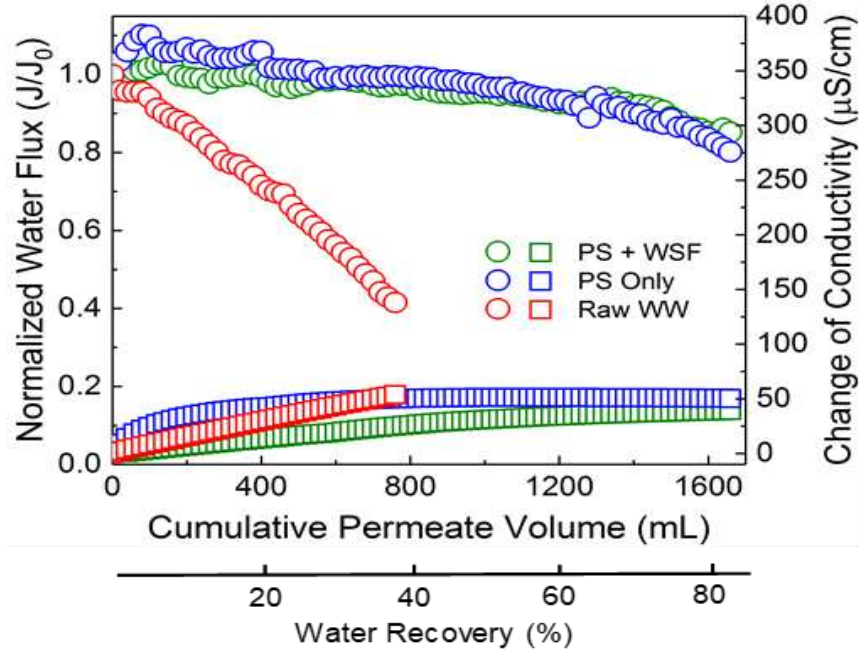 Normalized Water Flux (J/J0)
1.0
0.8
0.6
0.4
0.2
0.0
400
350
300
250
200
150
100
50
0
Change of Conductivity (µS/cm)
PS + WSF
PS Only
Raw WW
0 400 800 1200 1600
Cumulative Permeate Volume (mL)
20 40 60 80
Water Recovery (%)